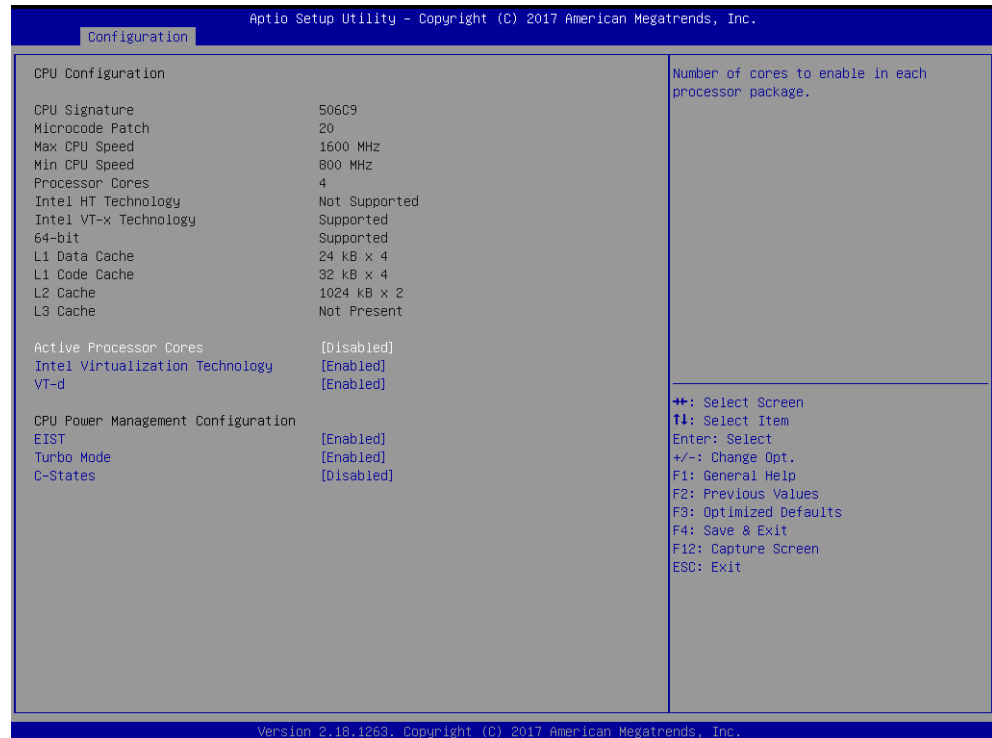 Aptio Setup Utility – Copyright (C) 2017 American Megatrends, Inc.
Configuration
CPU Configuration
CPU Signature 506C9
Microcode Patch 20
Max CPU Speed 1600 MHz
Min CPU Speed 800 MHz
Processor Cores 4
Intel HT Technology Not Supported
Intel VT-x Technology Supported
64-bit Supported
L1 Data Cache 24 kB x 4
L1 Code Cache 32 kB x 4
L2 Cache 1024 kB x 2
L3 Cache Not Present
Active Processor Cores [Disabled]
Intel Virtualization Technology [Enabled]
VT-d [Enabled]
CPU Power Management Configuration
EIST [Enabled]
Turbo Mode [Enabled]
C-States [Disabled]
Number of cores to enable in each
processor package.
→←: Select Screen
↑↓: Select Item
Enter: Select
+/-: Change Opt.
F1: General Help
F2: Previous Values
F3: Optimized Defaults
F4: Save & Exit
F12: Capture Screen
ESC: Exit
Version 2.18.1263. Copyright (C) 2017 American Megatrends, Inc.